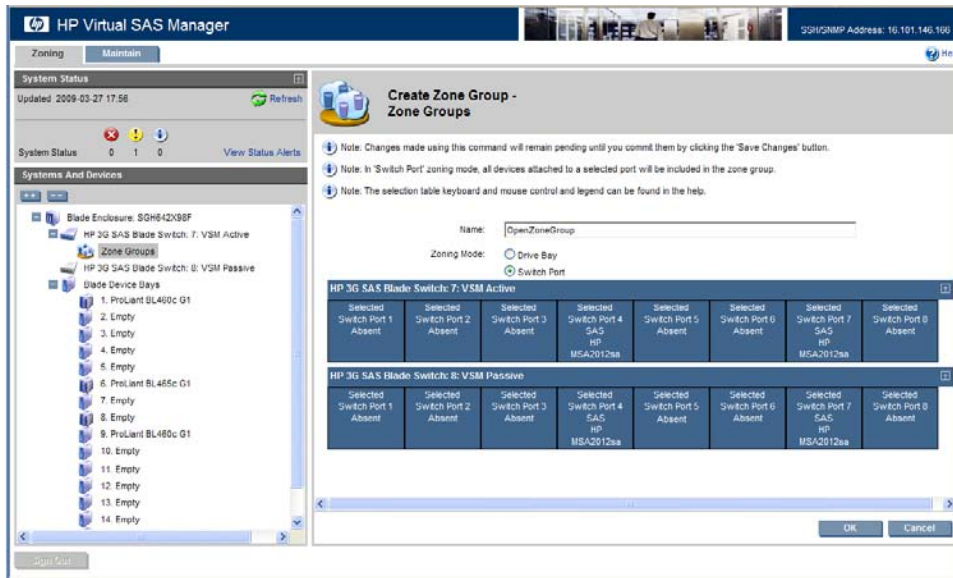 HP Virtual SAS Manager
SSH/SNMP Address: 16.101.146.166
Zoning
Maintain
He
System Status
Updated 2009-03-27 17:56
Refresh
System Status 0 1 0 View Status Alerts
Systems And Devices
Blade Enclosure: SGH642X98F
HP 3G SAS Blade Switch: 7: VSM Active
Zone Groups
HP 3G SAS Blade Switch: 8: VSM Passive
Blade Device Bays
1. ProLiant BL460c G1
2. Empty
3. Empty
4. Empty
5. Empty
6. ProLiant BL465c G1
7. Empty
8. Empty
9. ProLiant BL460c G1
10. Empty
11. Empty
12. Empty
13. Empty
14. Empty
Sign Out
Create Zone Group -
Zone Groups
Note: Changes made using this command will remain pending until you commit them by clicking the 'Save Changes' button.
Note: In 'Switch Port' zoning mode, all devices attached to a selected port will be included in the zone group.
Note: The selection table keyboard and mouse control and legend can be found in the help.
Name: OpenZoneGroup
Zoning Mode: Drive Bay
Switch Port
HP 3G SAS Blade Switch: 7: VSM Active
Selected Switch Port 1 Absent
Selected Switch Port 2 Absent
Selected Switch Port 3 Absent
Selected Switch Port 4 SAS HP MSA2012sa
Selected Switch Port 5 Absent
Selected Switch Port 6 Absent
Selected Switch Port 7 SAS HP MSA2012sa
Selected Switch Port 8 Absent
HP 3G SAS Blade Switch: 8: VSM Passive
Selected Switch Port 1 Absent
Selected Switch Port 2 Absent
Selected Switch Port 3 Absent
Selected Switch Port 4 SAS HP MSA2012sa
Selected Switch Port 5 Absent
Selected Switch Port 6 Absent
Selected Switch Port 7 SAS HP MSA2012sa
Selected Switch Port 8 Absent
OK
Cancel